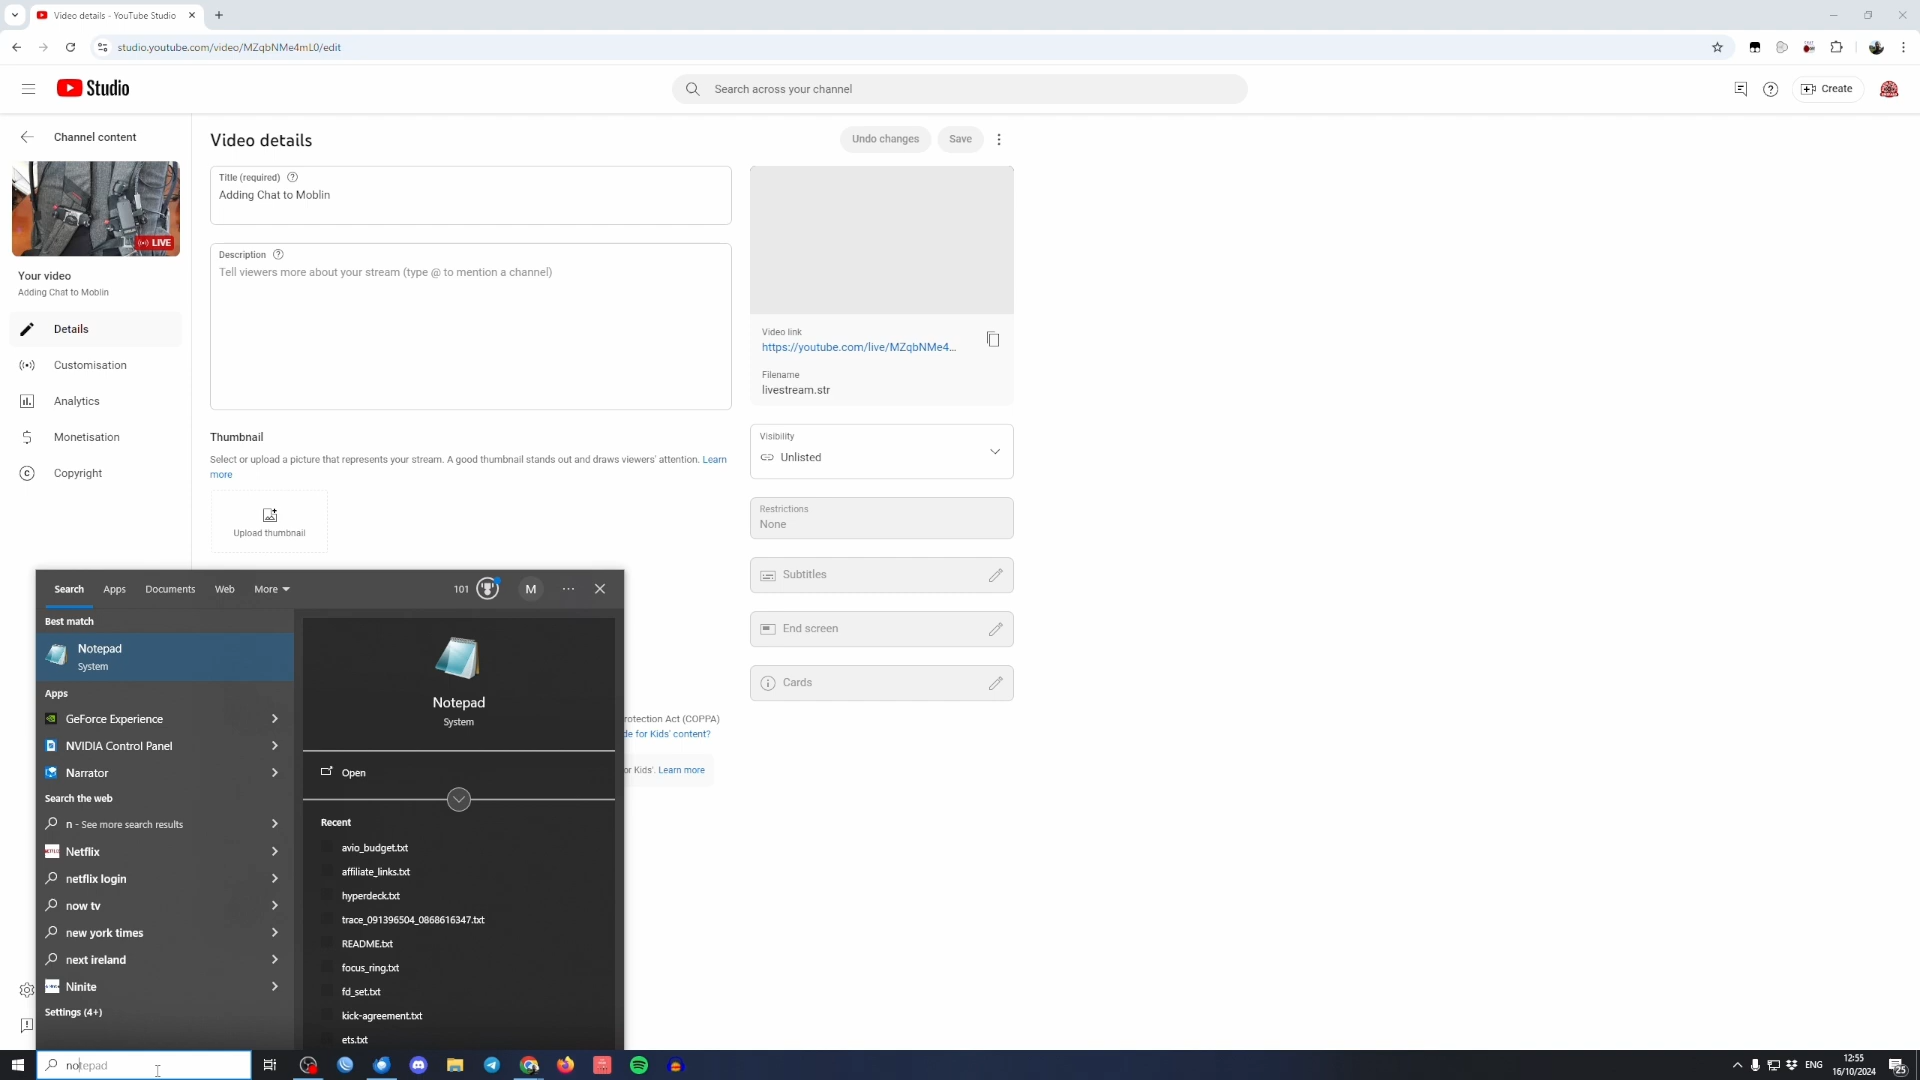 Video details - YouTube Studio
studio.youtube.com/video/MZqbNMe4mL0/edit
Studio
Search across your channel
Create
Channel content
Video details
Undo changes
Save
LIVE
Title (required)
Adding Chat to Moblin
Your video
Adding Chat to Moblin
Description
Tell viewers more about your stream (type @ to mention a channel)
Details
Customisation
Analytics
Monetisation
Copyright
Video link
https://youtube.com/live/MZqbNMe4...
Filename
livestream.str
Thumbnail
Select or upload a picture that represents your stream. A good thumbnail stands out and draws viewers' attention. Learn
more
Upload thumbnail
Visibility
Unlisted
Restrictions
None
Subtitles
End screen
Cards
rotection Act (COPPA)
de for Kids' content?
or Kids'. Learn more
Search
Apps
Documents
Web
More
101
M
Best match
Notepad
System
Apps
GeForce Experience
NVIDIA Control Panel
Narrator
Search the web
n - See more search results
Netflix
netflix login
now tv
new york times
next ireland
Ninite
Settings (4+)
Notepad
System
Open
Recent
avio_budget.txt
affiliate_links.txt
hyperdeck.txt
trace_091396504_0868616347.txt
README.txt
focus_ring.txt
fd_set.txt
kick-agreement.txt
ets.txt
notepad
ENG
12:55
16/10/2024
25